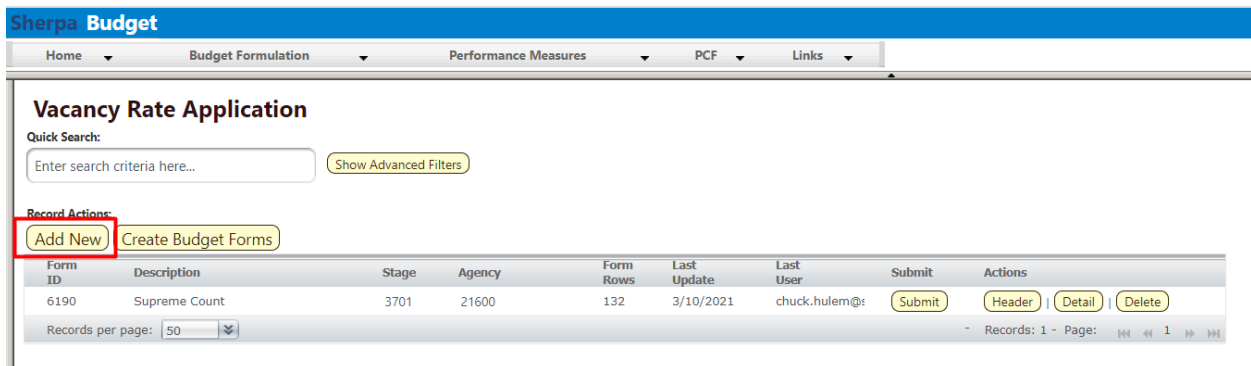 Sherpa Budget
Home Budget Formulation Performance Measures PCF Links
Vacancy Rate Application
Quick Search:
Enter search criteria here... Show Advanced Filters
Record Actions:
Add New Create Budget Forms
Form ID Description Stage Agency Form Rows Last Update Last User Submit Actions
6190 Supreme Count 3701 21600 132 3/10/2021 chuck.hulem@s Submit Header | Detail | Delete
Records per page: 50 - Records: 1 - Page: 1